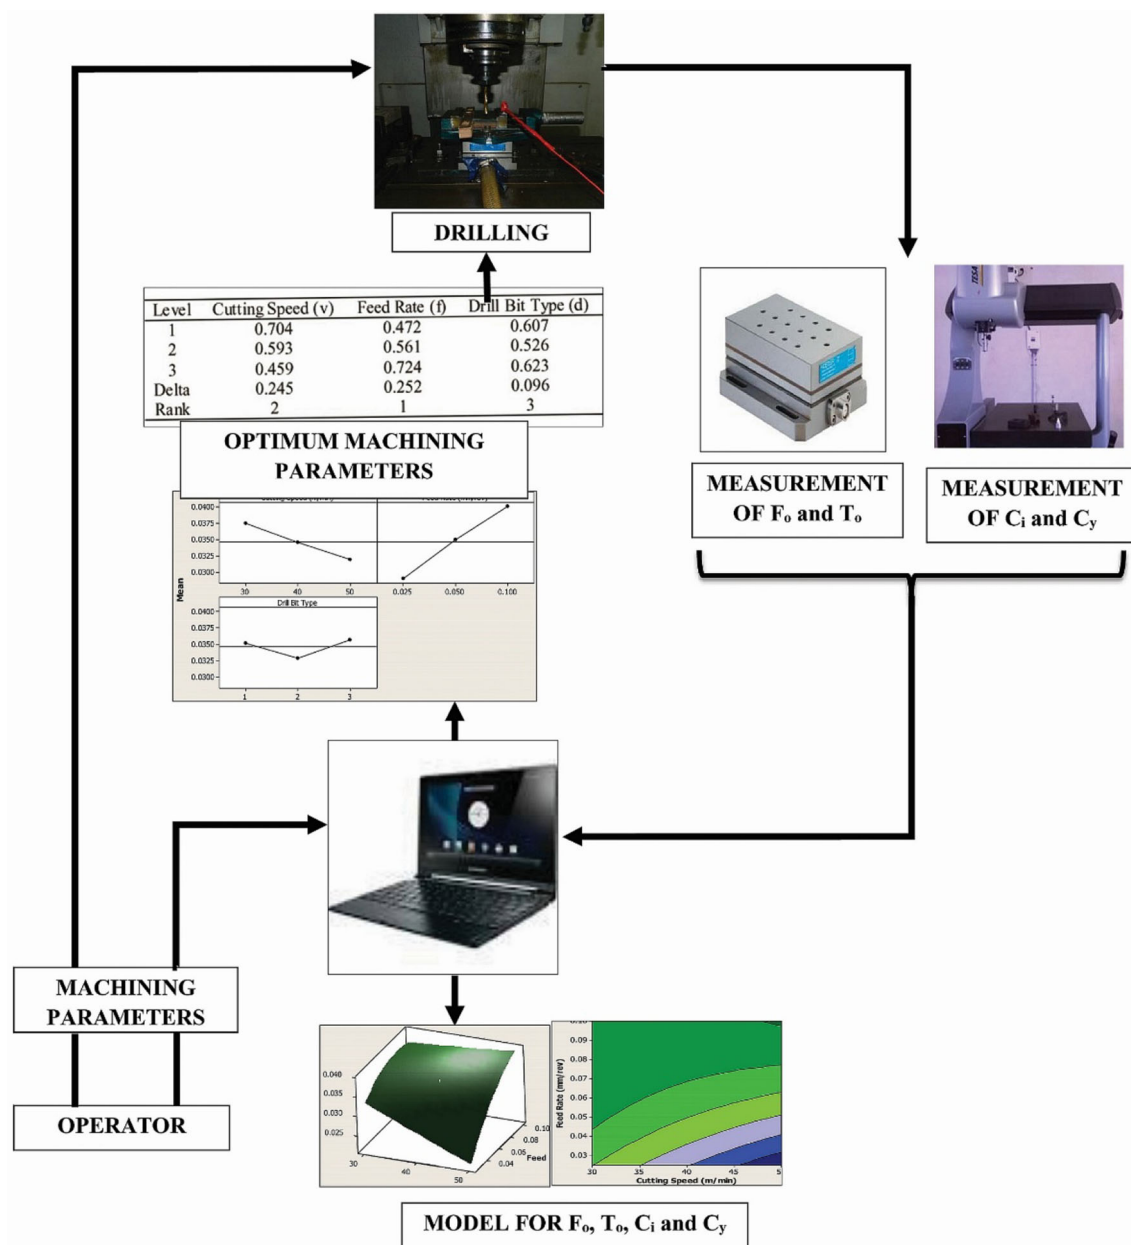 DRILLING
Level Cutting Speed (v) Feed Rate (f) Drill Bit Type (d)
1 0.704 0.472 0.607
2 0.593 0.561 0.526
3 0.459 0.724 0.623
Delta 0.245 0.252 0.096
Rank 2 1 3
OPTIMUM MACHINING
PARAMETERS
0.0400
0.0375
0.0350
0.0325
0.0300
30 40 50 0.025 0.050 0.100
Mean
Drill Bit Type
0.0400
0.0375
0.0350
0.0325
0.0300
1 2 3
TESA
MEASUREMENT
OF Fₒ and Tₒ
MEASUREMENT
OF Cᵢ and Cᵧ
MACHINING
PARAMETERS
OPERATOR
0.040
0.035
0.030
0.025
30 40 50
0.04
0.05
0.08
0.10
Feed
Feed Rate (mm/rev)
0.10
0.09
0.08
0.07
0.06
0.05
0.04
0.03
30 35 40 45 5
Cutting Speed (m/min)
MODEL FOR Fₒ, Tₒ, Cᵢ and Cᵧ